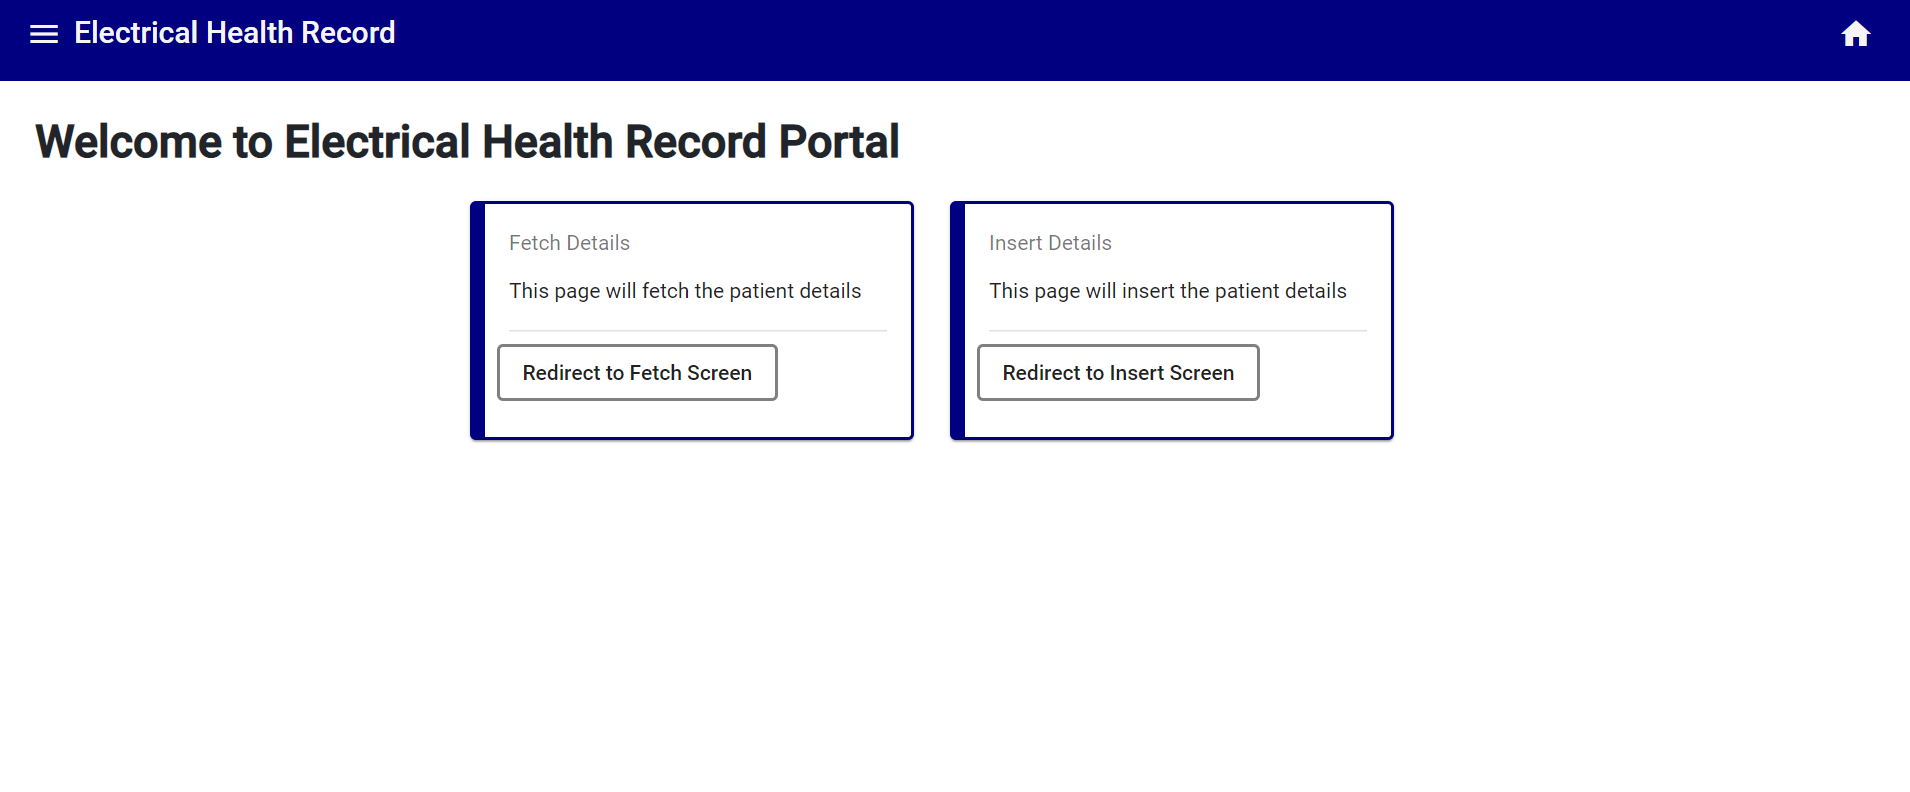 Electrical Health Record
Welcome to Electrical Health Record Portal
Fetch Details
This page will fetch the patient details
Redirect to Fetch Screen
Insert Details
This page will insert the patient details
Redirect to Insert Screen